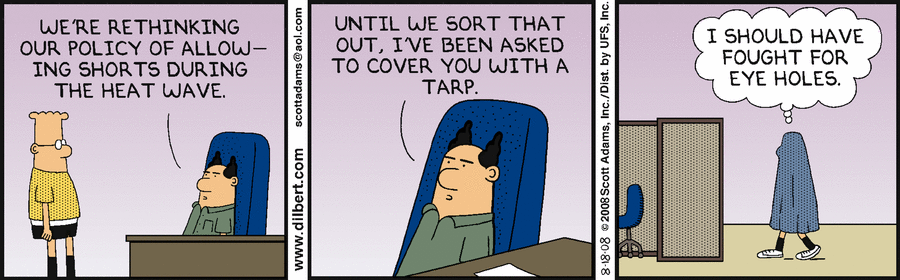 WE'RE RETHINKING
OUR POLICY OF ALLOW–
ING SHORTS DURING
THE HEAT WAVE.
www.dilbert.com scottadams@aol.com
UNTIL WE SORT THAT
OUT, I'VE BEEN ASKED
TO COVER YOU WITH A
TARP.
8-18-08 © 2008 Scott Adams, Inc./Dist. by UFS, Inc.
I SHOULD HAVE
FOUGHT FOR
EYE HOLES.